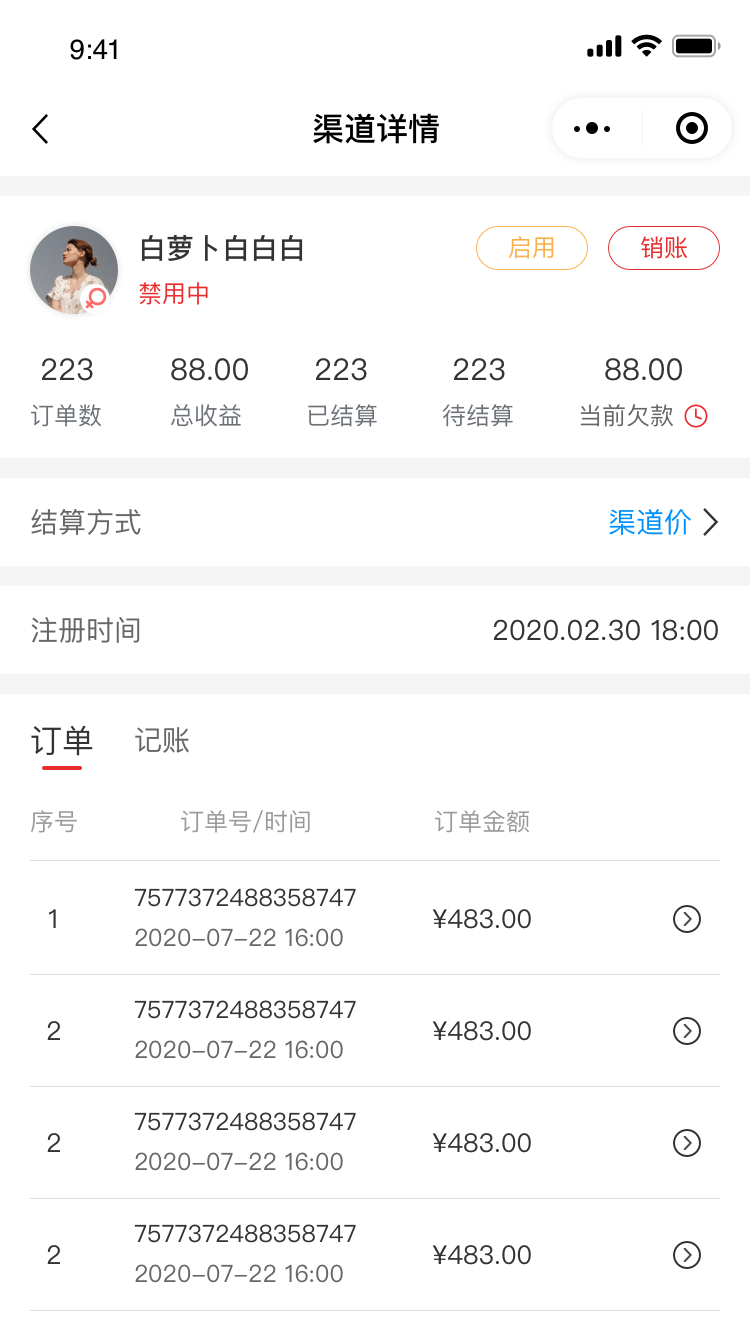 9:41
渠道详情
白萝卜白白白
启用
销账
禁用中
223 88.00 223 223 88.00
订单数 总收益 已结算 待结算 当前欠款
结算方式 渠道价
注册时间 2020.02.30 18:00
订单 记账
序号 订单号/时间 订单金额
7577372488358747
1 ¥483.00
2020-07-22 16:00
7577372488358747
2 ¥483.00
2020-07-22 16:00
7577372488358747
2 ¥483.00
2020-07-22 16:00
7577372488358747
2 ¥483.00
2020-07-22 16:00